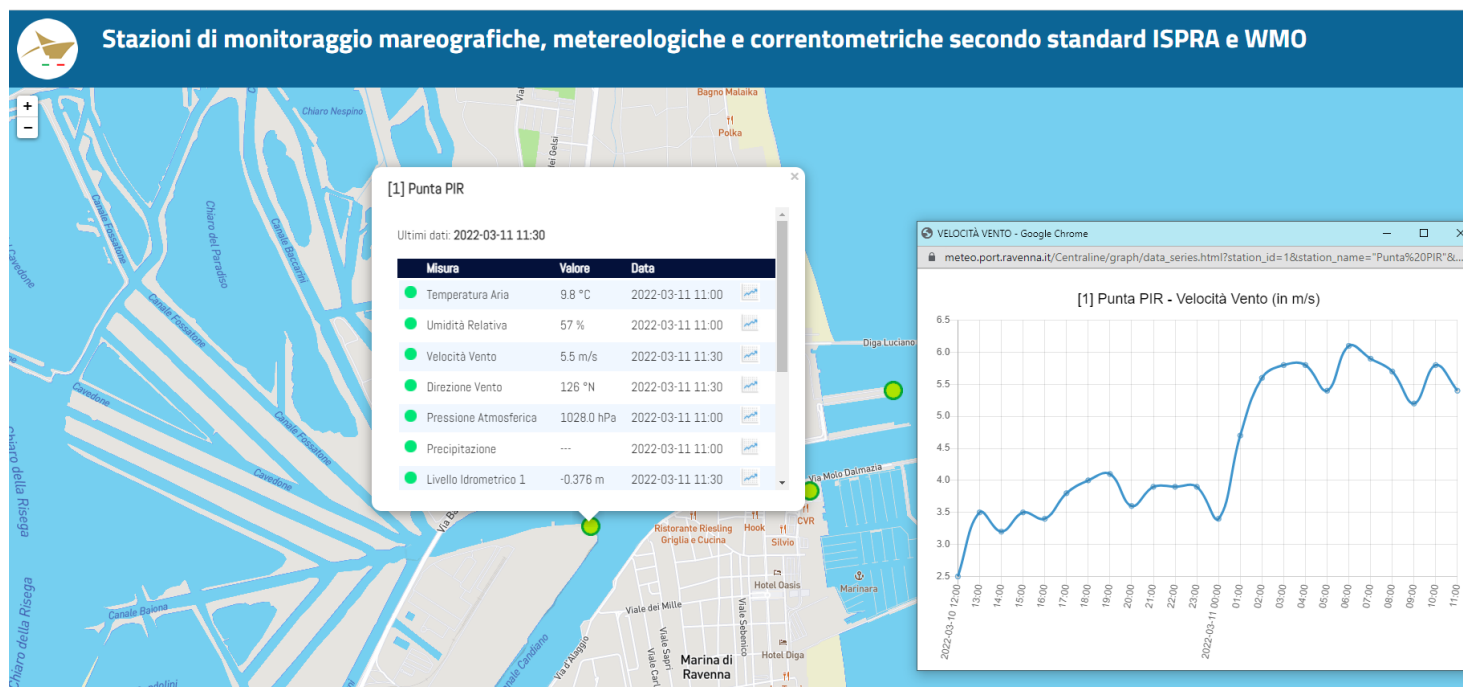 Stazioni di monitoraggio mareografiche, metereologiche e correntometriche secondo standard ISPRA e WMO
+
−
Chiaro Nespino
Bagno Malaika
Polka
Canale Fossatone
Chiaro del Paradiso
Canale Baccarini
Canale Fossatone
Cavedone
Canale Fossatone
Cavedone
Chiaro della Risega
Chiaro della Risega
Canale Baiona
[1] Punta PIR
×
Ultimi dati: 2022-03-11 11:30
Misura Valore Data
Temperatura Aria 9.8 °C 2022-03-11 11:00
Umidità Relativa 57 % 2022-03-11 11:00
Velocità Vento 5.5 m/s 2022-03-11 11:30
Direzione Vento 126 °N 2022-03-11 11:30
Pressione Atmosferica 1028.0 hPa 2022-03-11 11:00
Precipitazione --- 2022-03-11 11:00
Livello Idrometrico 1 -0.376 m 2022-03-11 11:30
Diga Luciano
Via Molo Dalmazia
Ristorante Riesling
Griglia e Cucina
Hook
Silvio
CVR
Hotel Oasis
Marinara
Viale dei Mille
Viale Sebenico
Viale Sapri
Hotel Diga
Marina di
Ravenna
Via d'Alaggio
Canale Candiano
VELOCITÀ VENTO - Google Chrome
meteo.port.ravenna.it/Centraline/graph/data_series.html?station_id=1&station_name="Punta%20PIR"&...
[1] Punta PIR - Velocità Vento (in m/s)
6.5
6.0
5.5
5.0
4.5
4.0
3.5
3.0
2.5
2022-03-10 12:00
13:00
14:00
15:00
16:00
17:00
18:00
19:00
20:00
21:00
22:00
23:00
2022-03-11 00:00
01:00
02:00
03:00
04:00
05:00
06:00
07:00
08:00
09:00
10:00
11:00